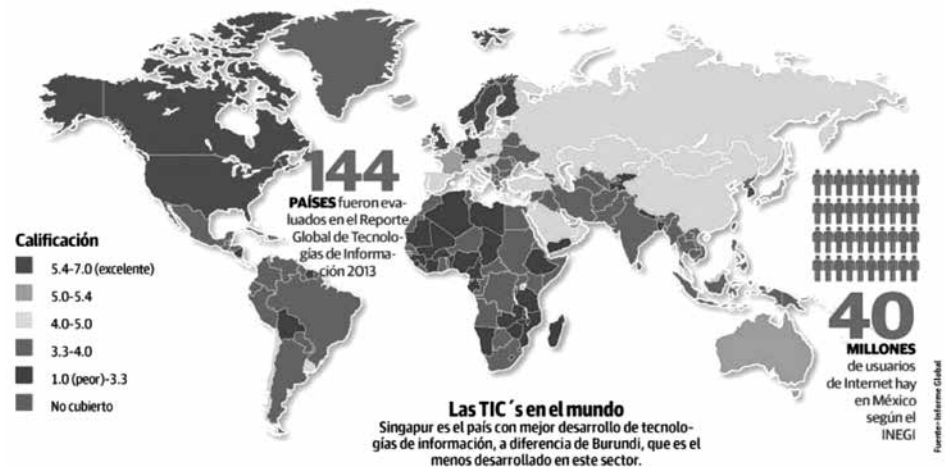 144
PAÍSES fueron eva-
luados en el Reporte
Global de Tecnolo-
gías de Informa-
ción 2013
Calificación
5.4-7.0 (excelente)
5.0-5.4
4.0-5.0
3.3-4.0
1.0 (peor)-3.3
No cubierto
Las TIC´s en el mundo
Singapur es el país con mejor desarrollo de tecnolo-
gías de información, a diferencia de Burundi, que es el
menos desarrollado en este sector.
40
MILLONES
de usuarios
de Internet hay
en México
según el
INEGI
Fuente: Informe Global